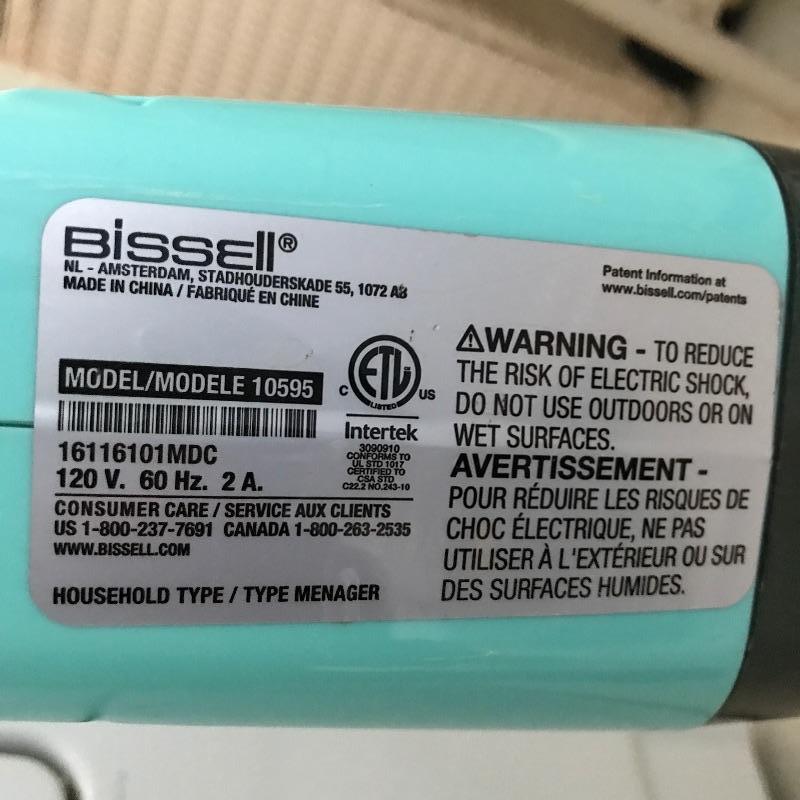 BISSELL®
NL - AMSTERDAM, STADHOUDERSKADE 55, 1072 AB
MADE IN CHINA / FABRIQUÉ EN CHINE
Patent Information at
www.bissell.com/patents
MODEL/MODELE 10595
16116101MDC
120 V. 60 Hz. 2 A.
C ETL US
LISTED
Intertek
3090910
CONFORMS TO
UL STD 1017
CERTIFIED TO
CSA STD
C22.2 NO.243-10
CONSUMER CARE / SERVICE AUX CLIENTS
US 1-800-237-7691 CANADA 1-800-263-2535
WWW.BISSELL.COM
HOUSEHOLD TYPE / TYPE MENAGER
⚠WARNING - TO REDUCE
THE RISK OF ELECTRIC SHOCK,
DO NOT USE OUTDOORS OR ON
WET SURFACES.
AVERTISSEMENT -
POUR RÉDUIRE LES RISQUES DE
CHOC ÉLECTRIQUE, NE PAS
UTILISER À L'EXTÉRIEUR OU SUR
DES SURFACES HUMIDES.